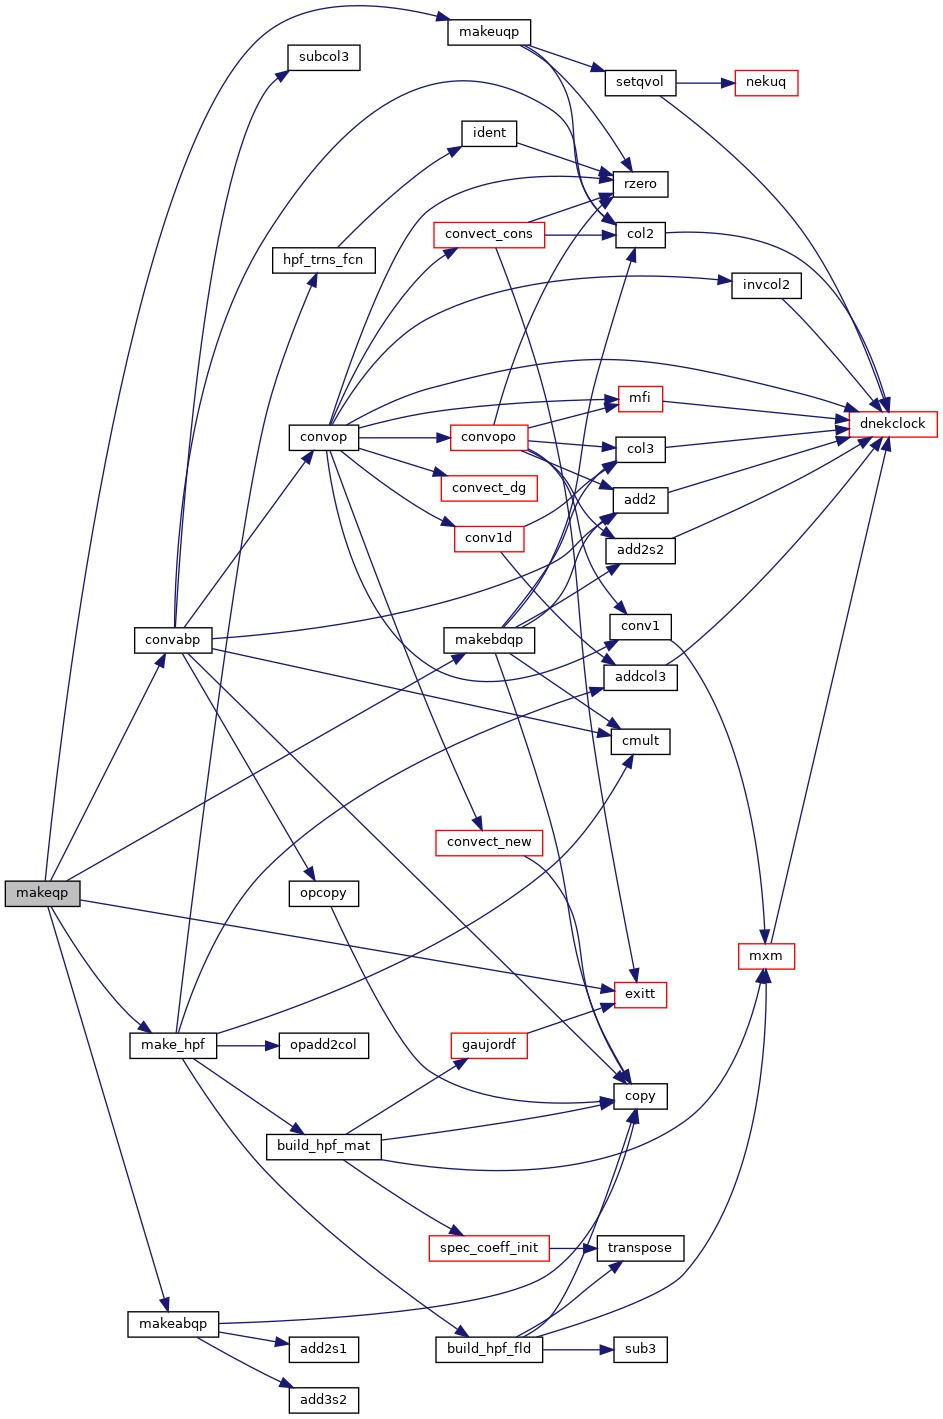 makeuqp
subcol3
setqvol
nekuq
ident
rzero
convect_cons
col2
hpf_trns_fcn
invcol2
mfi
dnekclock
convop
convopo
col3
convect_dg
add2
conv1d
add2s2
conv1
convabp
makebdqp
addcol3
cmult
convect_new
makeqp
opcopy
mxm
exitt
make_hpf
opadd2col
gaujordf
copy
build_hpf_mat
spec_coeff_init
transpose
makeabqp
add2s1
build_hpf_fld
sub3
add3s2